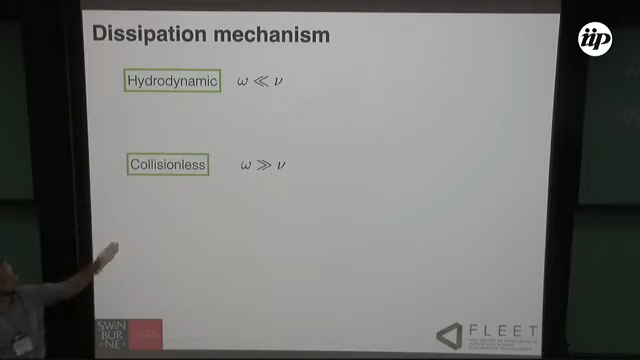 Dissipation mechanism
iip
Hydrodynamic ω ≪ ν
Collisionless ω ≫ ν
SWIN
BUR
NE
FLEET